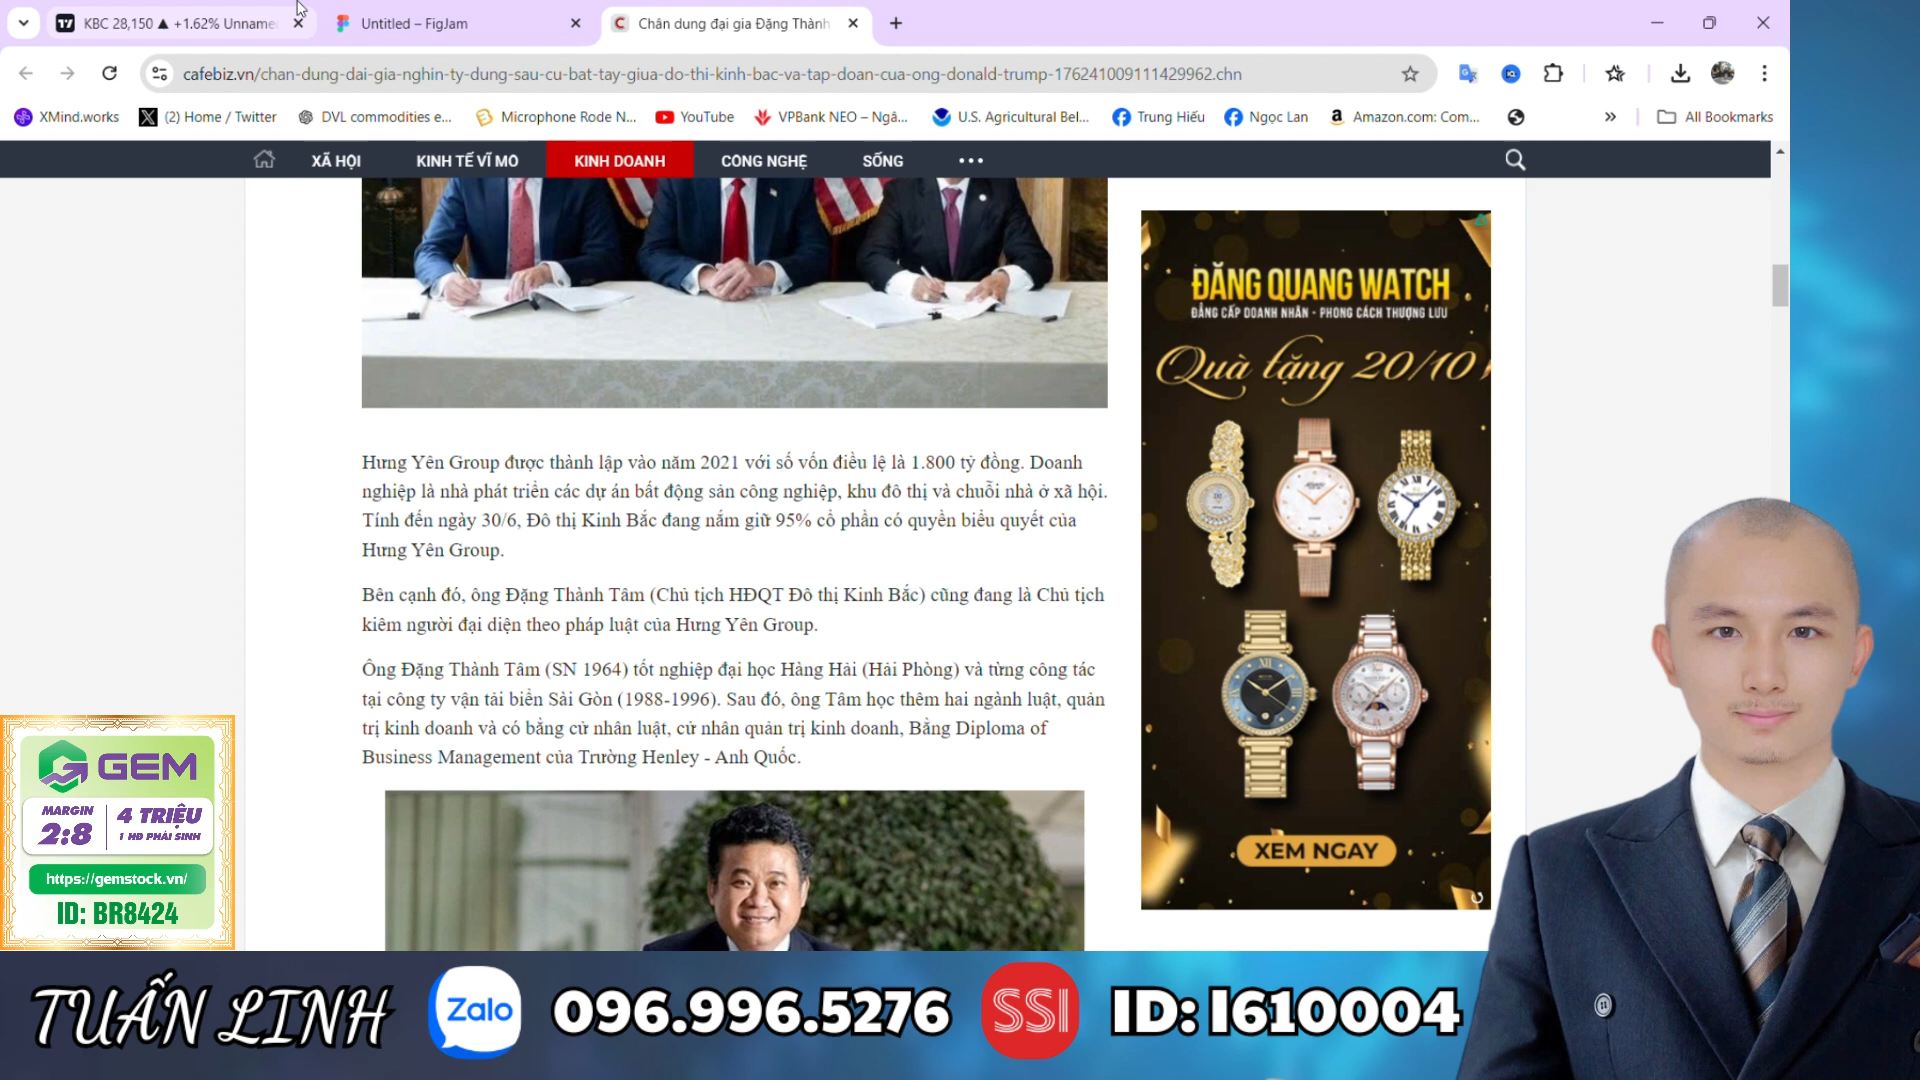 KBC 28,150 ▲ +1.62% Unname
Untitled – FigJam
Chân dung đại gia Đặng Thành
cafebiz.vn/chan-dung-dai-gia-nghin-ty-dung-sau-cu-bat-tay-giua-do-thi-kinh-bac-va-tap-doan-cua-ong-donald-trump-176241009111429962.chn
XMind.works
(2) Home / Twitter
DVL commodities e...
Microphone Rode N...
YouTube
VPBank NEO – Ngâ...
U.S. Agricultural Bel...
Trung Hiếu
Ngọc Lan
Amazon.com: Com...
»
All Bookmarks
XÃ HỘI
KINH TẾ VĨ MÔ
KINH DOANH
CÔNG NGHỆ
SỐNG
•••
ĐĂNG QUANG WATCH
ĐẲNG CẤP DOANH NHÂN - PHONG CÁCH THƯỢNG LƯU
Quà tặng 20/10
XEM NGAY
Hưng Yên Group được thành lập vào năm 2021 với số vốn điều lệ là 1.800 tỷ đồng. Doanh
nghiệp là nhà phát triển các dự án bất động sản công nghiệp, khu đô thị và chuỗi nhà ở xã hội.
Tính đến ngày 30/6, Đô thị Kinh Bắc đang nắm giữ 95% cổ phần có quyền biểu quyết của
Hưng Yên Group.
Bên cạnh đó, ông Đặng Thành Tâm (Chủ tịch HĐQT Đô thị Kinh Bắc) cũng đang là Chủ tịch
kiêm người đại diện theo pháp luật của Hưng Yên Group.
Ông Đặng Thành Tâm (SN 1964) tốt nghiệp đại học Hàng Hải (Hải Phòng) và từng công tác
tại công ty vận tải biển Sài Gòn (1988-1996). Sau đó, ông Tâm học thêm hai ngành luật, quản
trị kinh doanh và có bằng cử nhân luật, cử nhân quản trị kinh doanh, Bằng Diploma of
Business Management của Trường Henley - Anh Quốc.
GEM
MARGIN
2:8
4 TRIỆU
1 HĐ PHÁI SINH
https://gemstock.vn/
ID: BR8424
TUẤN LINH
Zalo
096.996.5276
SSI
ID: I610004